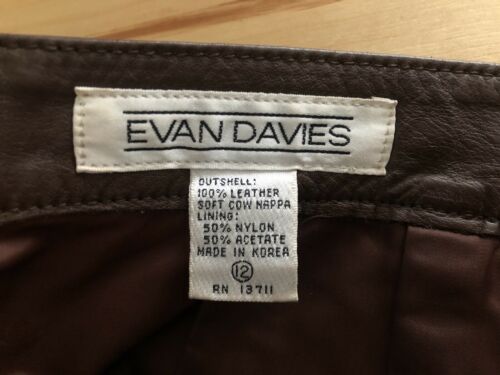 EVAN DAVIES
OUTSHELL:
100% LEATHER
SOFT COW NAPPA
LINING:
50% NYLON
50% ACETATE
MADE IN KOREA
12
RN 13711